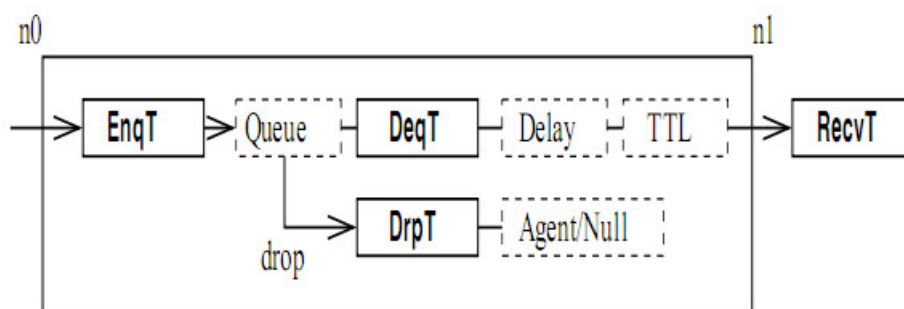 n0 n1
EnqT Queue DeqT Delay TTL RecvT
DrpT Agent/Null
drop